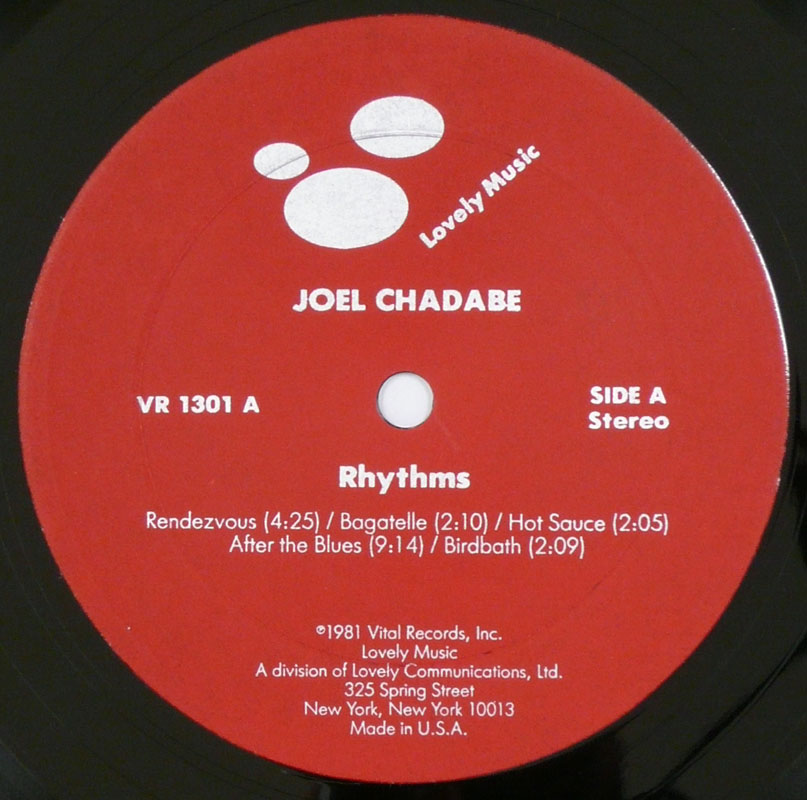 Lovely Music
JOEL CHADABE
VR 1301 A
SIDE A
Stereo
Rhythms
Rendezvous (4:25) / Bagatelle (2:10) / Hot Sauce (2:05)
After the Blues (9:14) / Birdbath (2:09)
℗1981 Vital Records, Inc.
Lovely Music
A division of Lovely Communications, Ltd.
325 Spring Street
New York, New York 10013
Made in U.S.A.